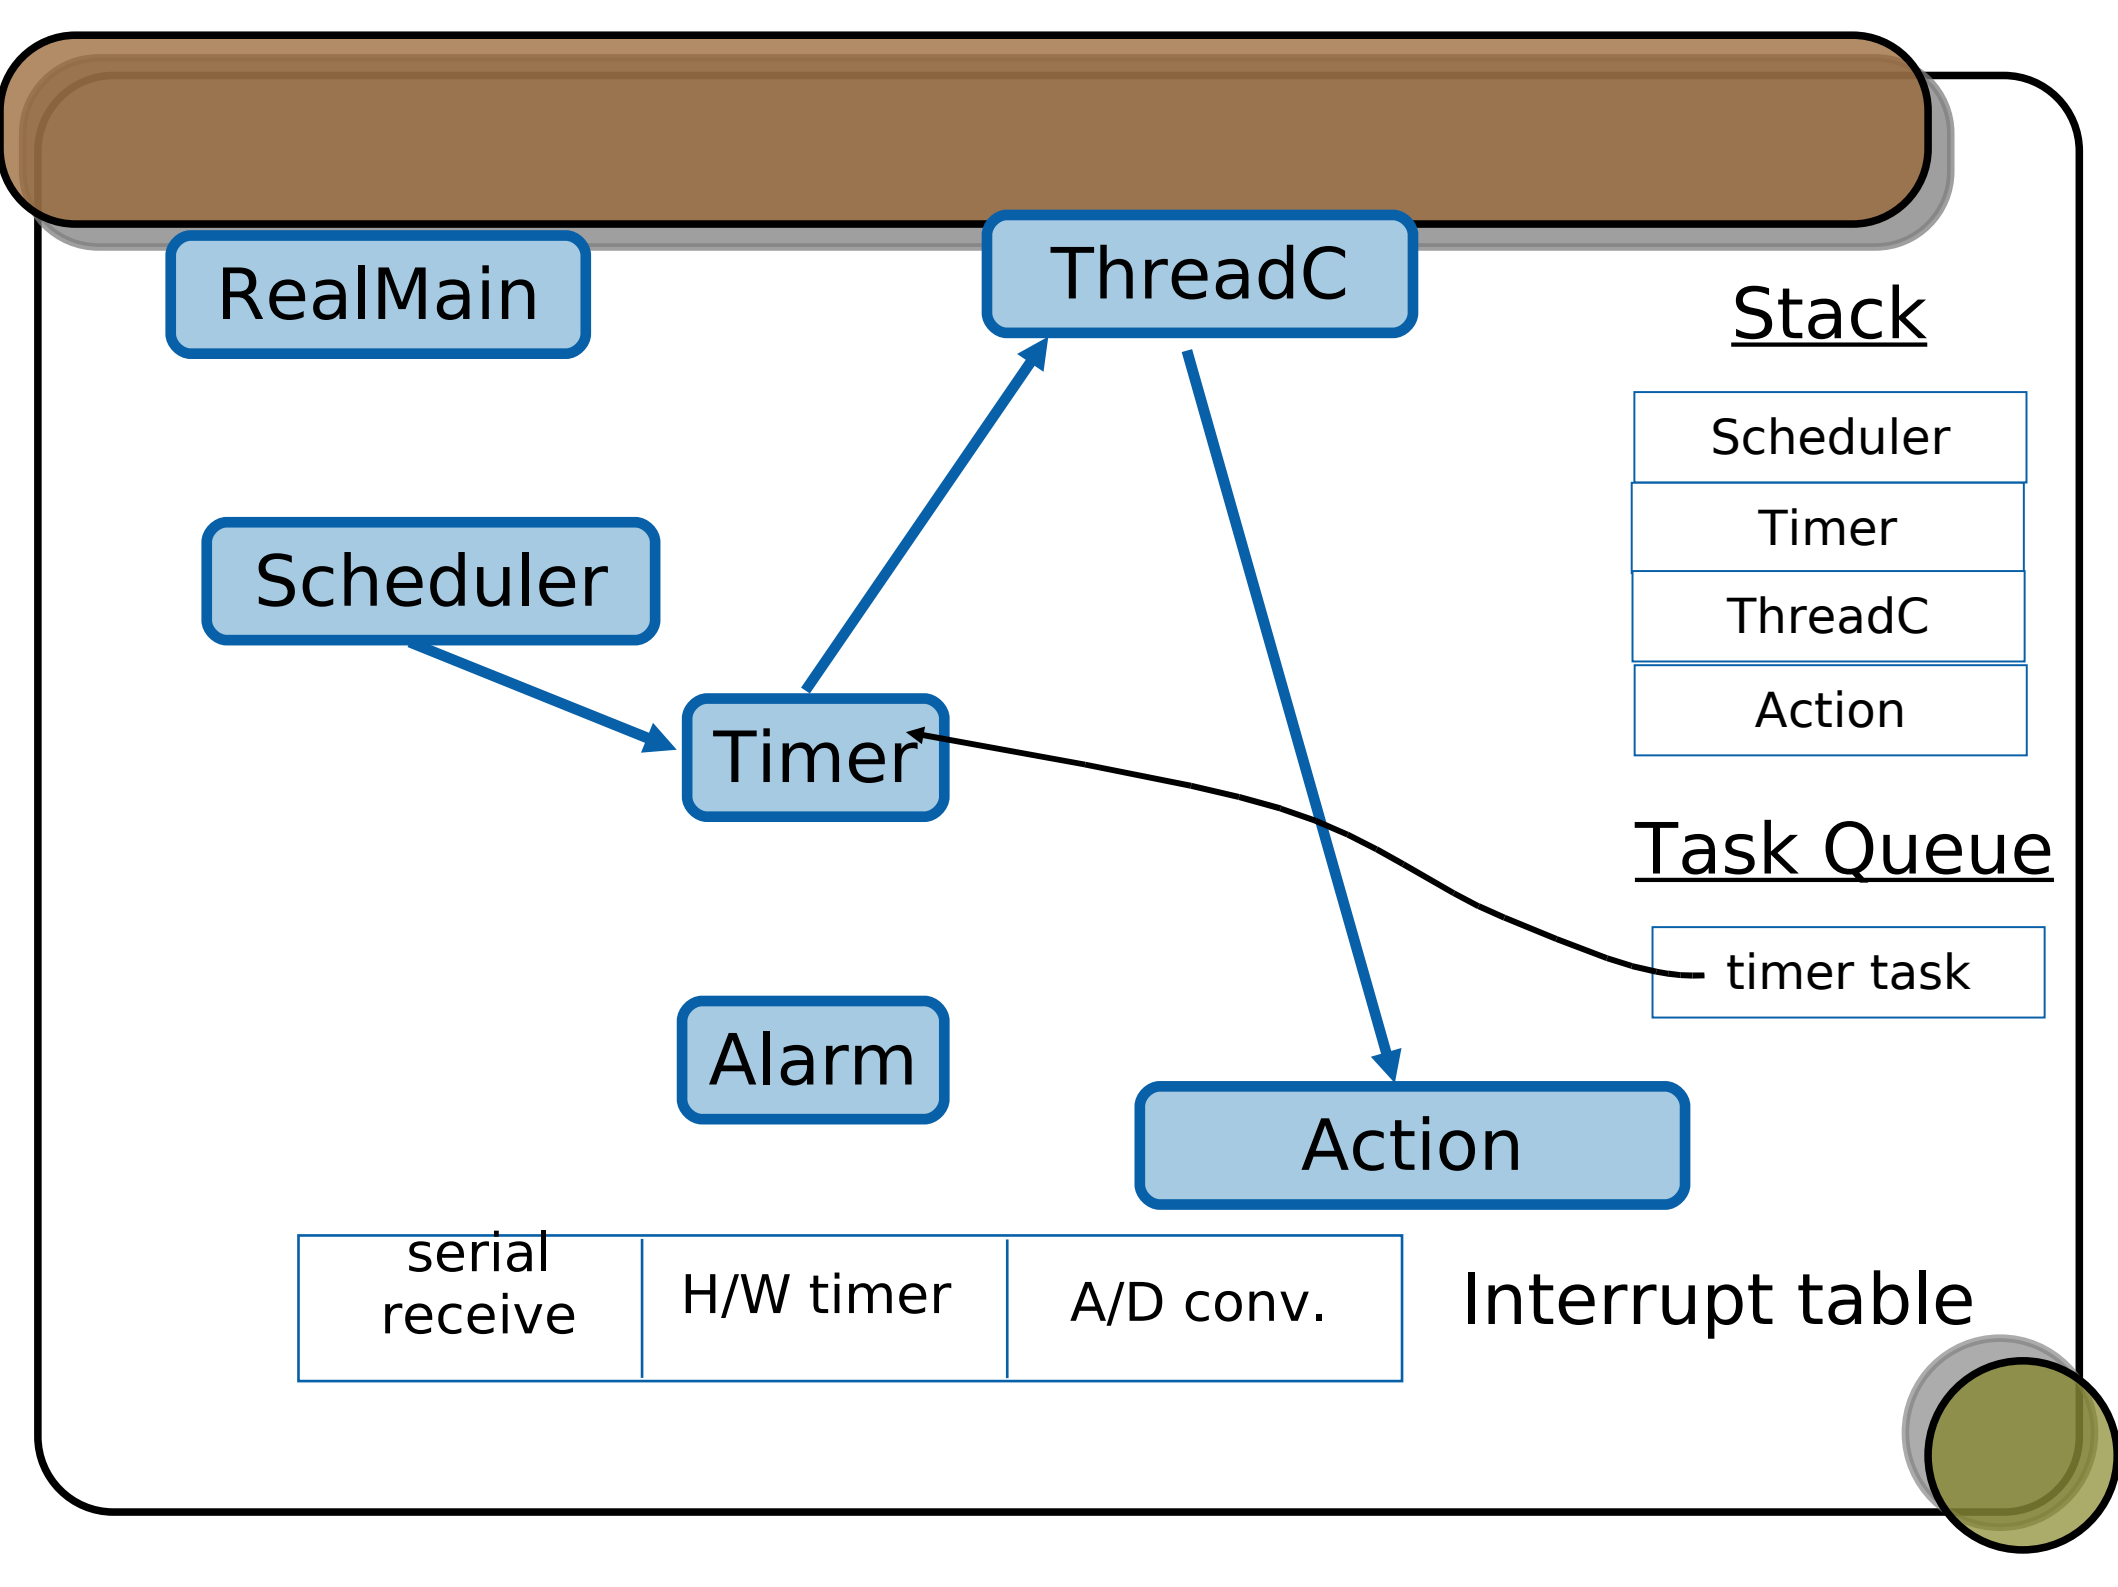 RealMain
ThreadC
Stack
Scheduler
Timer
ThreadC
Action
Scheduler
Timer
Task Queue
timer task
Alarm
Action
serial
receive
H/W timer
A/D conv.
Interrupt table